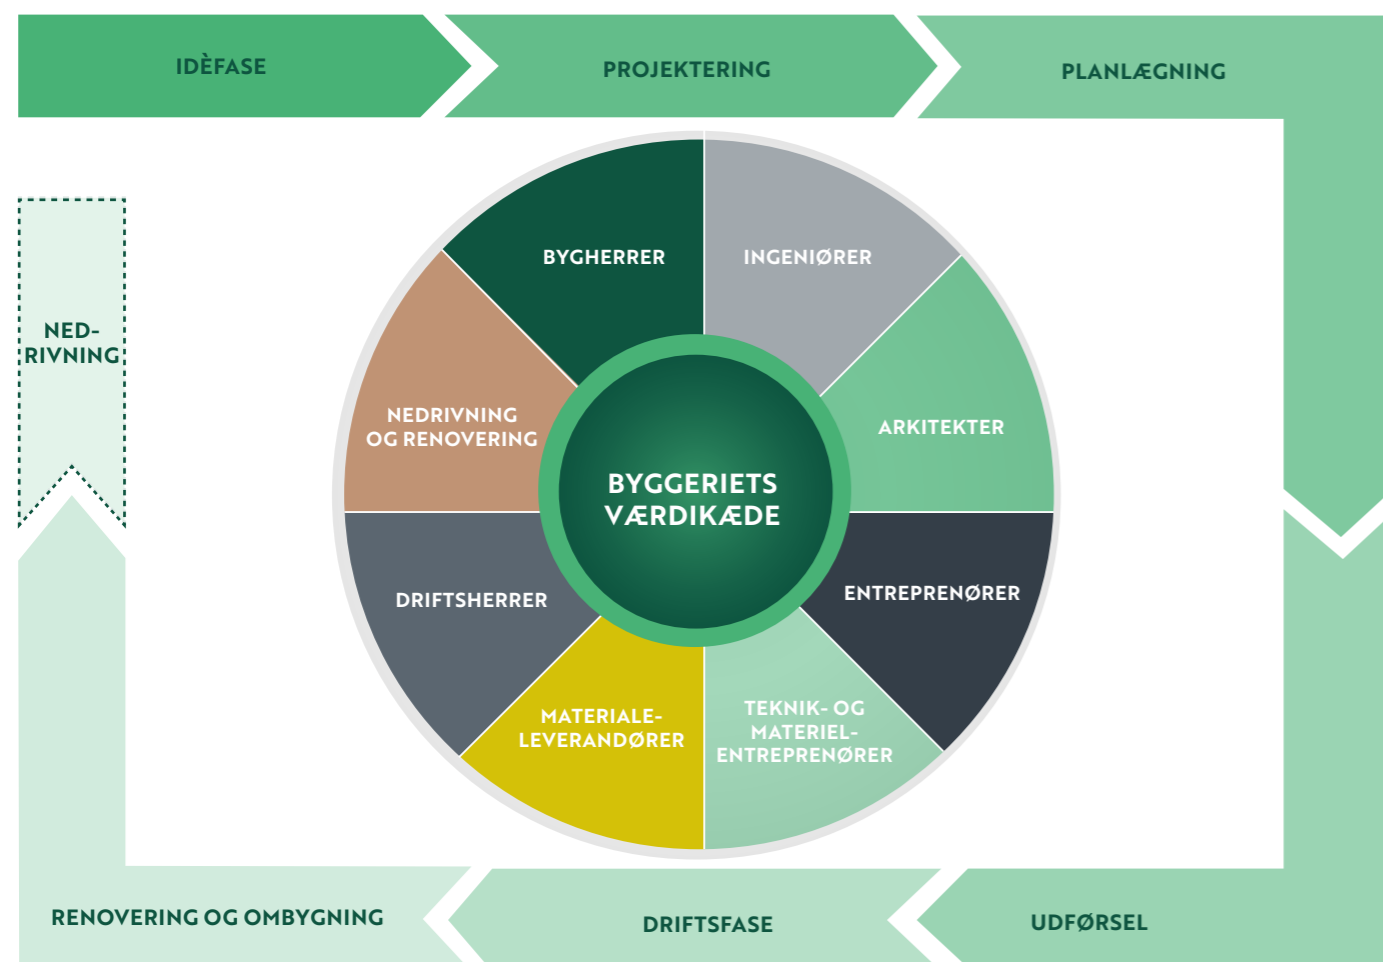 IDÈFASE
PROJEKTERING
PLANLÆGNING
BYGHERRER
INGENIØRER
NED-
RIVNING
NEDRIVNING
OG RENOVERING
ARKITEKTER
BYGGERIETS
VÆRDIKÆDE
DRIFTSHERRER
ENTREPRENØRER
MATERIALE-
LEVERANDØRER
TEKNIK- OG
MATERIEL-
ENTREPRENØRER
RENOVERING OG OMBYGNING
DRIFTSFASE
UDFØRSEL